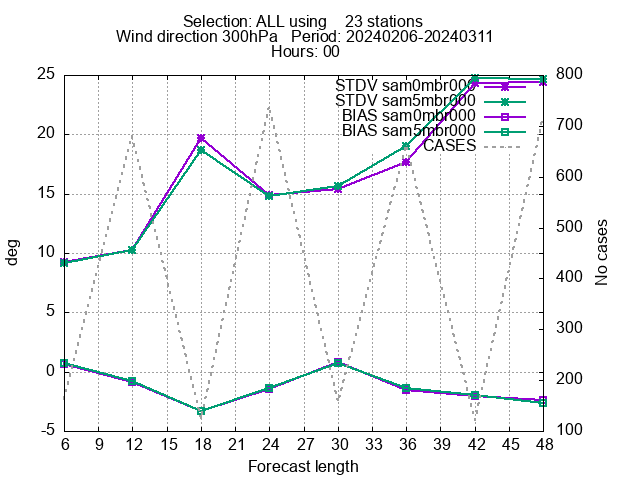 Selection: ALL using    23 stations
Wind direction 300hPa   Period: 20240206-20240311
Hours: 00
STDV sam0mbr000
STDV sam5mbr000
BIAS sam0mbr000
BIAS sam5mbr000
CASES
25
20
15
10
5
0
-5
deg
800
700
600
500
400
300
200
100
No cases
6 9 12 15 18 21 24 27 30 33 36 39 42 45 48
Forecast length